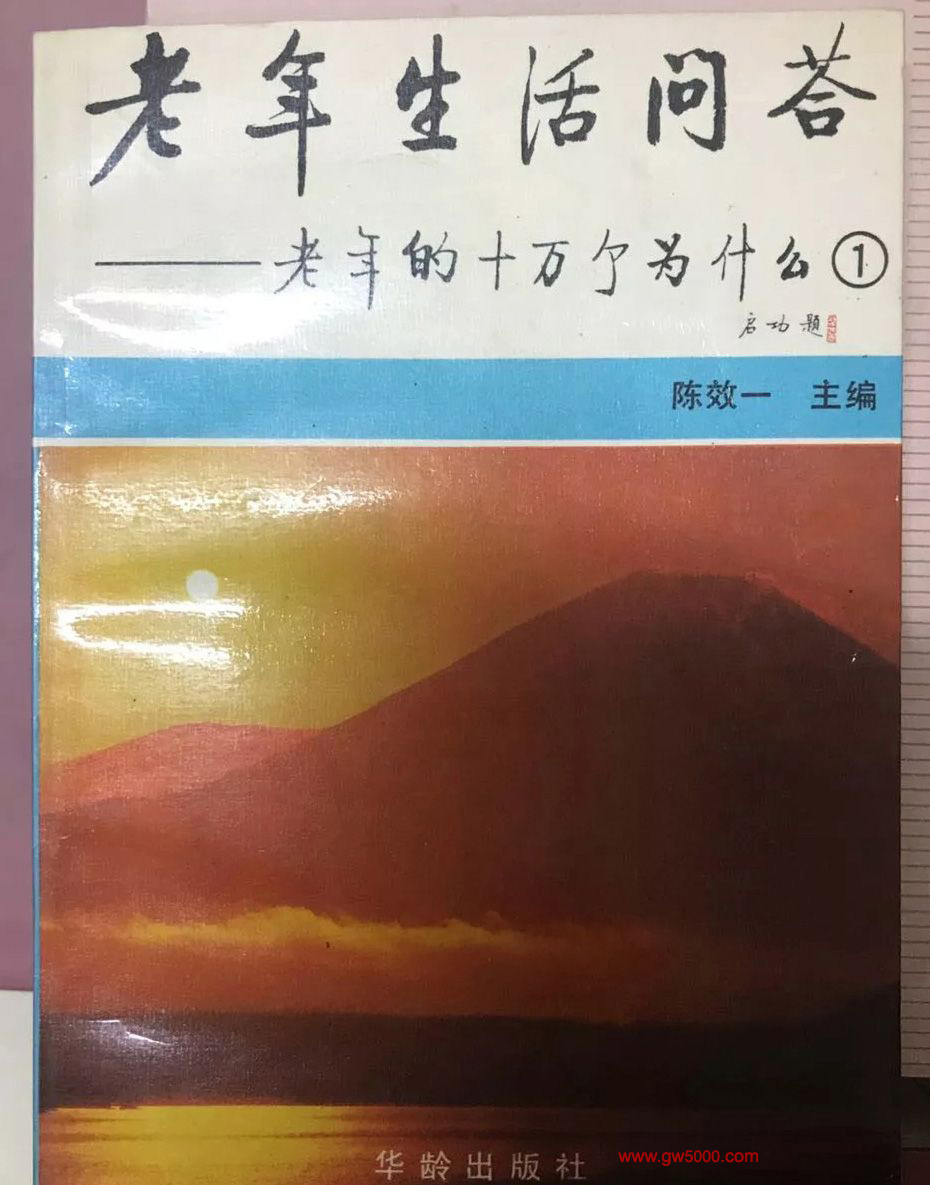 老年生活问荅
——老年的十万个为什么①
启功题
陈效一 主编
华龄出版社
www.gw5000.com